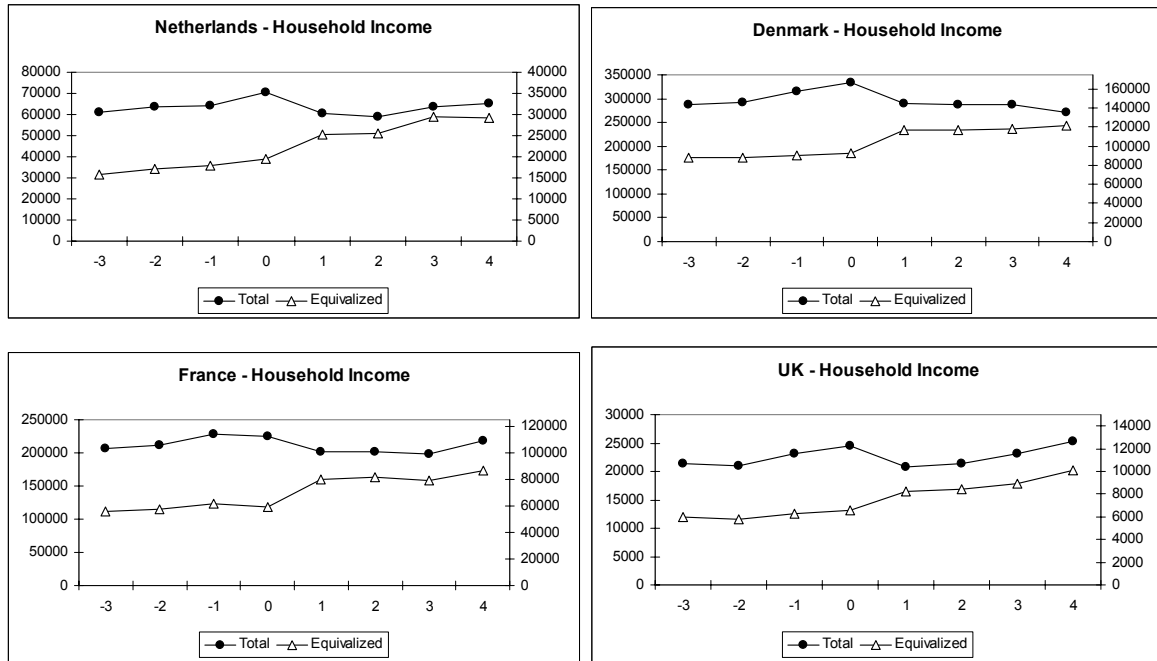 Netherlands - Household Income
80000 40000
70000 35000
60000 30000
50000 25000
40000 20000
30000 15000
20000 10000
10000 5000
0 0
-3 -2 -1 0 1 2 3 4
Total Equivalized
Denmark - Household Income
350000
300000 160000
250000 140000
200000 120000
150000 100000
100000 80000
50000 60000
0 40000
20000
0
-3 -2 -1 0 1 2 3 4
Total Equivalized
France - Household Income
250000 120000
200000 100000
150000 80000
100000 60000
50000 40000
0 20000
0
-3 -2 -1 0 1 2 3 4
Total Equivalized
UK - Household Income
30000 14000
25000 12000
20000 10000
15000 8000
10000 6000
5000 4000
0 2000
0
-3 -2 -1 0 1 2 3 4
Total Equivalized